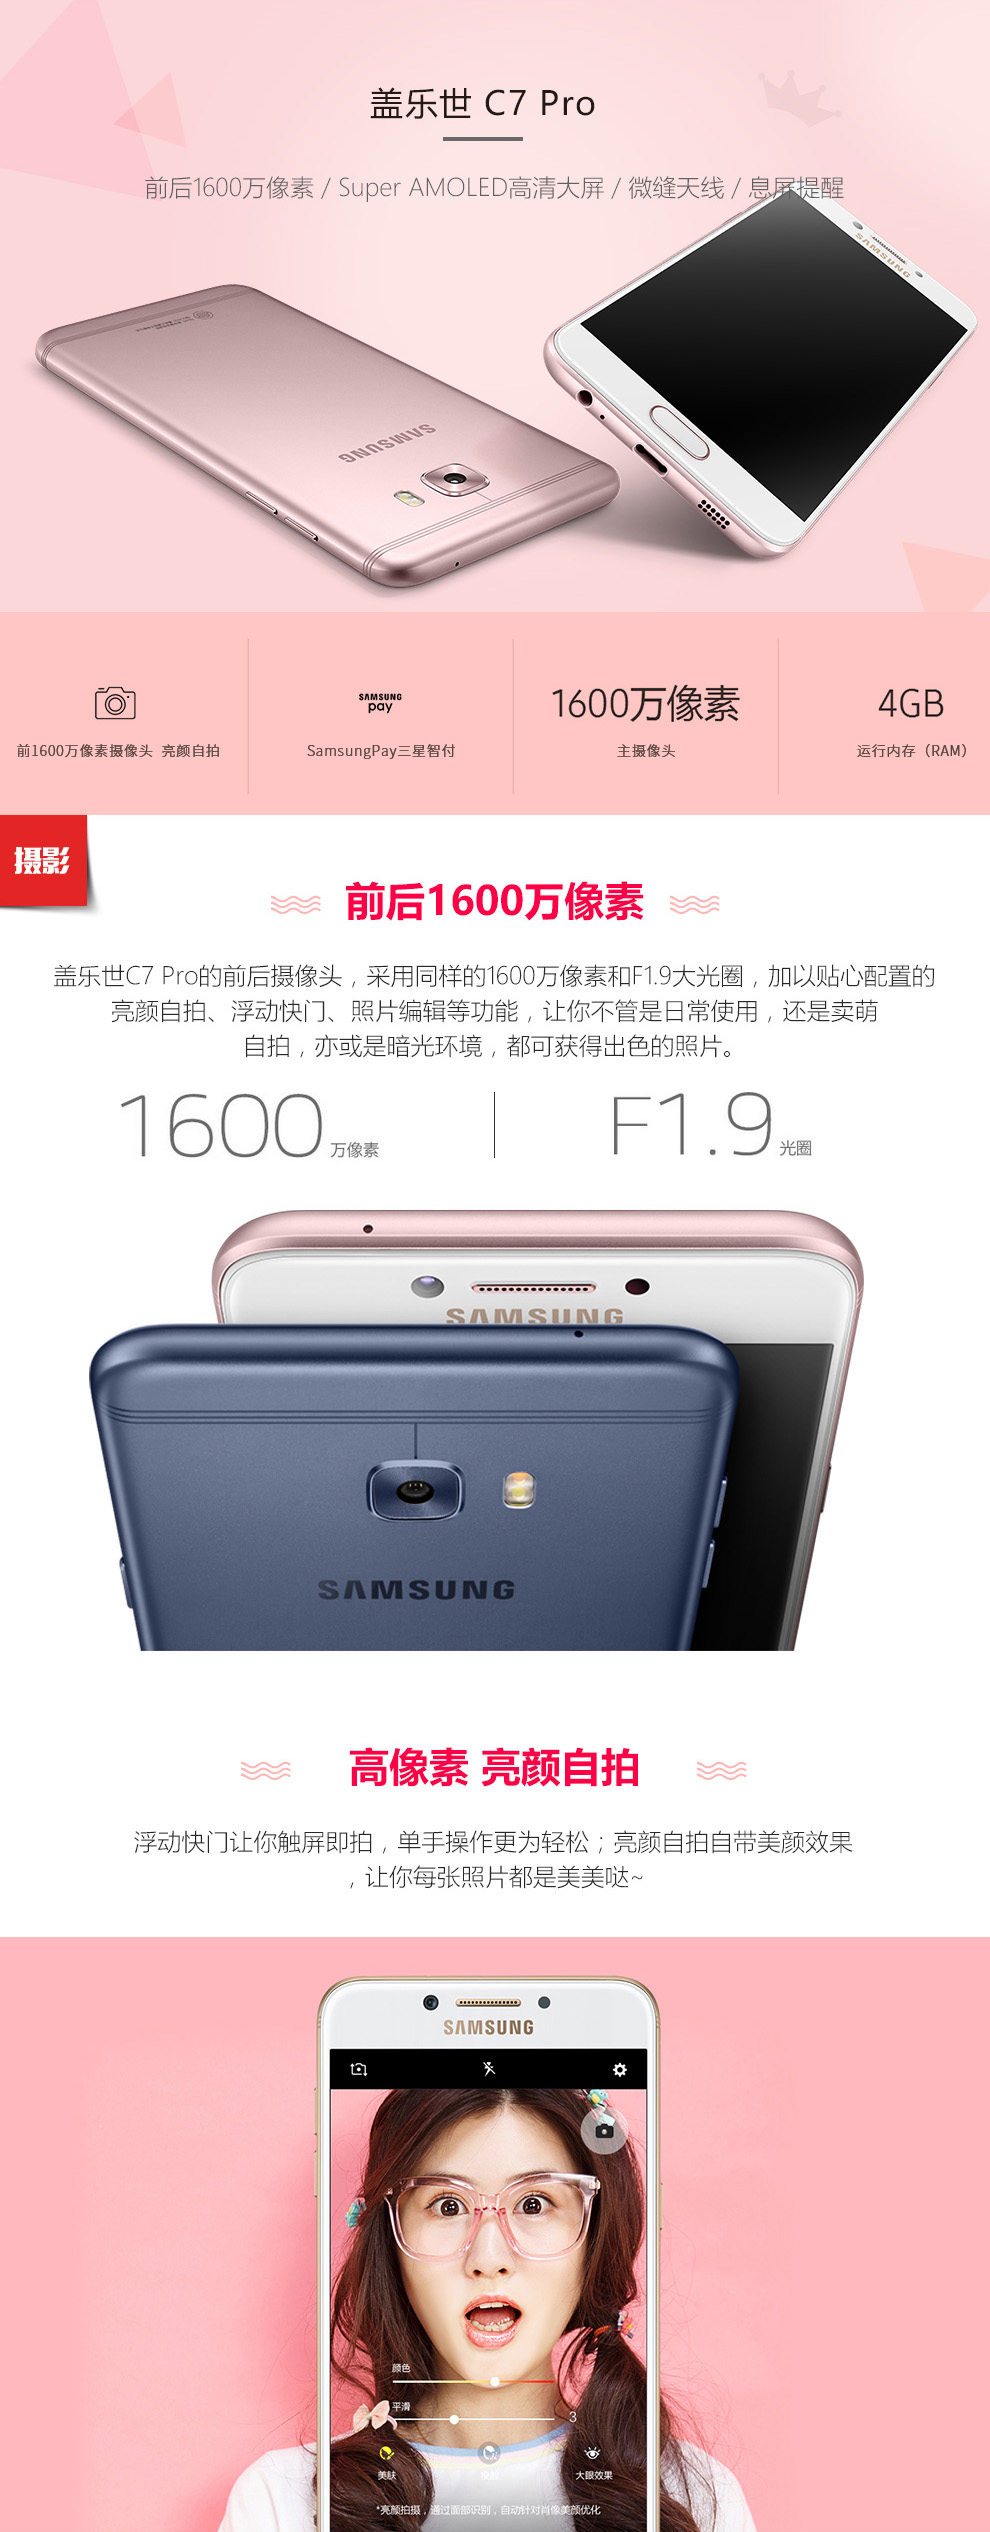 盖乐世 C7 Pro
前后1600万像素 / Super AMOLED高清大屏 / 微缝天线 / 息屏提醒
SAMSUNG
SAMSUNG
SAMSUNG
pay
1600万像素
4GB
前1600万像素摄像头 亮颜自拍
SamsungPay三星智付
主摄像头
运行内存（RAM）
摄影
前后1600万像素
盖乐世C7 Pro的前后摄像头，采用同样的1600万像素和F1.9大光圈，加以贴心配置的
亮颜自拍、浮动快门、照片编辑等功能，让你不管是日常使用，还是卖萌
自拍，亦或是暗光环境，都可获得出色的照片。
1600万像素
F1.9光圈
SAMSUNG
SAMSUNG
高像素 亮颜自拍
浮动快门让你触屏即拍，单手操作更为轻松；亮颜自拍自带美颜效果
，让你每张照片都是美美哒~
SAMSUNG
颜色
平滑
3
美肤
大眼效果
*亮颜拍摄，通过面部识别，自动针对肖像美颜优化